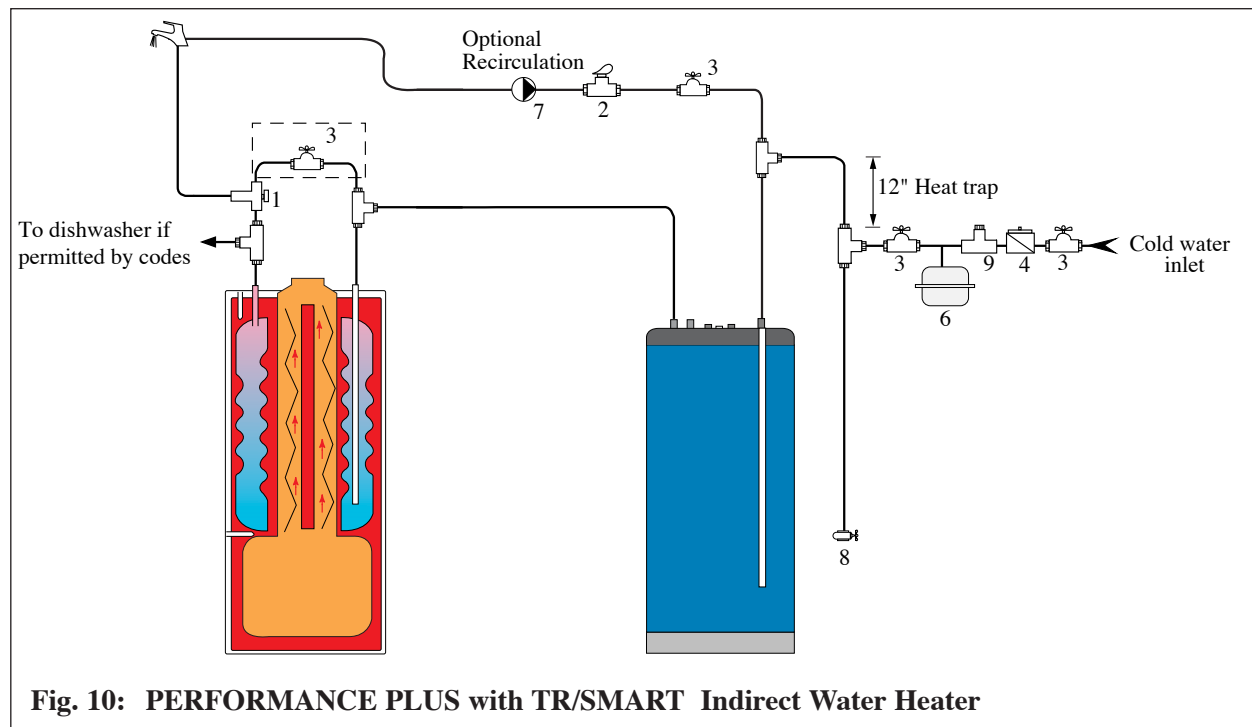 Optional
Recirculation
3
7
2
3
1
12" Heat trap
To dishwasher if
permitted by codes
3
9
4
3
Cold water
inlet
6
8
Fig. 10: PERFORMANCE PLUS with TR/SMART Indirect Water Heater